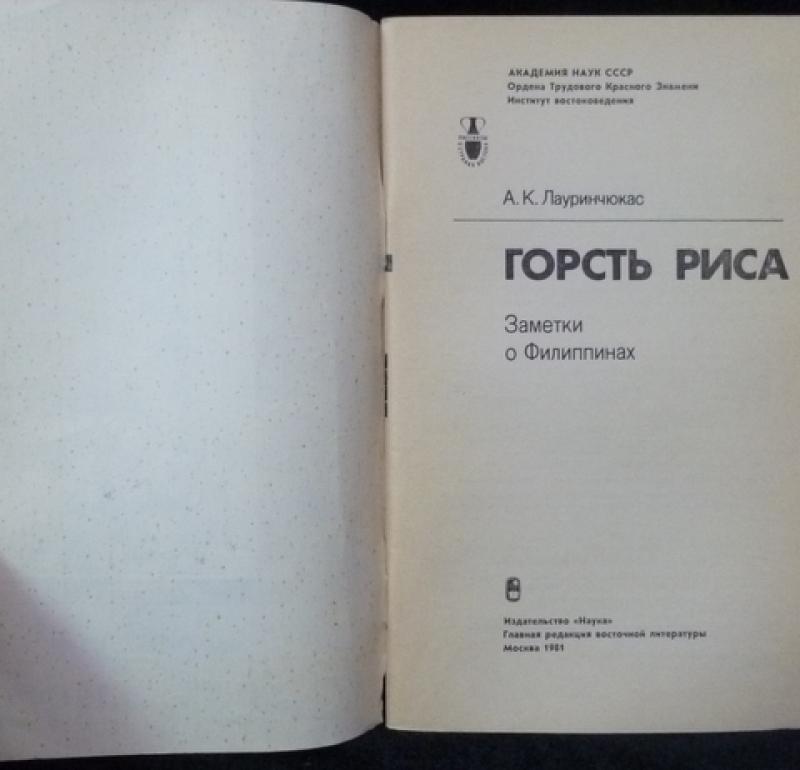 АКАДЕМИЯ НАУК СССР
Ордена Трудового Красного Знамени
Институт востоковедения
А. К. Лауринчюкас
ГОРСТЬ РИСА
Заметки
о Филиппинах
Издательство «Наука»
Главная редакция восточной литературы
Москва 1981